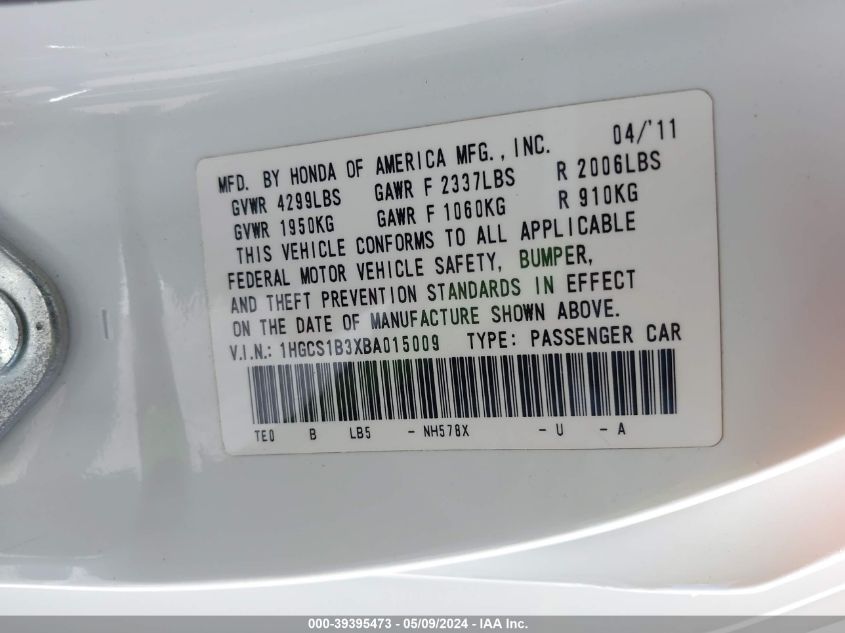 MFD. BY HONDA OF AMERICA MFG., INC. 04/'11
GVWR 4299LBS GAWR F 2337LBS R 2006LBS
GVWR 1950KG GAWR F 1060KG R 910KG
THIS VEHICLE CONFORMS TO ALL APPLICABLE
FEDERAL MOTOR VEHICLE SAFETY, BUMPER,
AND THEFT PREVENTION STANDARDS IN EFFECT
ON THE DATE OF MANUFACTURE SHOWN ABOVE.
V.I.N.: 1HGCS1B3XBA015009 TYPE: PASSENGER CAR
TE0 B LB5 - NH578X - U - A
000-39395473 - 05/09/2024 - IAA Inc.